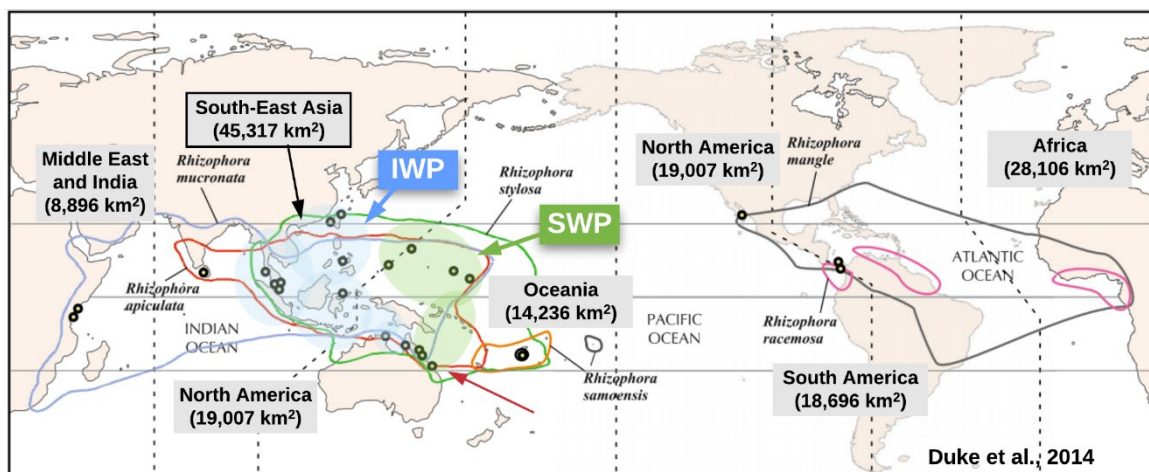 South-East Asia
(45,317 km²)
Middle East
and India
(8,896 km²)
Rhizophora
mucronata
IWP
Rhizophora
stylosa
SWP
North America
(19,007 km²)
Rhizophora
mangle
Africa
(28,106 km²)
Rhizophora
apiculata
INDIAN
OCEAN
Oceania
(14,236 km²)
PACIFIC
OCEAN
ATLANTIC
OCEAN
Rhizophora
racemosa
Rhizophora
samoensis
North America
(19,007 km²)
South America
(18,696 km²)
Duke et al., 2014